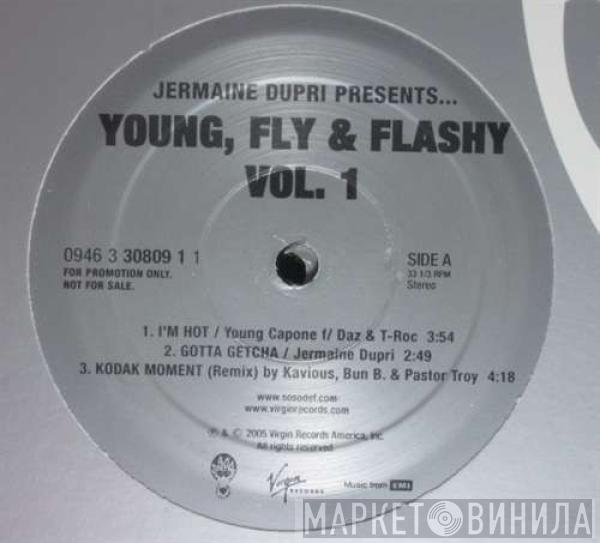 JERMAINE DUPRI PRESENTS...
YOUNG, FLY & FLASHY
VOL. 1
0946 3 30809 1 1
FOR PROMOTION ONLY.
NOT FOR SALE.
SIDE A
33 1/3 RPM
Stereo
1. I'M HOT / Young Capone f/ Daz & T-Roc 3:54
2. GOTTA GETCHA / Jermaine Dupri 2:49
3. KODAK MOMENT (Remix) by Kavious, Bun B. & Pastor Troy 4:18
www.sosodef.com
www.virginrecords.com
℗ & © 2005 Virgin Records America, Inc.
All rights reserved
Virgin
RECORDS
Music from EMI
МАРКЕТ ВИНИЛА